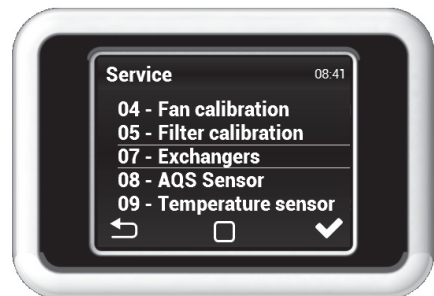 Service 08:41
04 - Fan calibration
05 - Filter calibration
07 - Exchangers
08 - AQS Sensor
09 - Temperature sensor